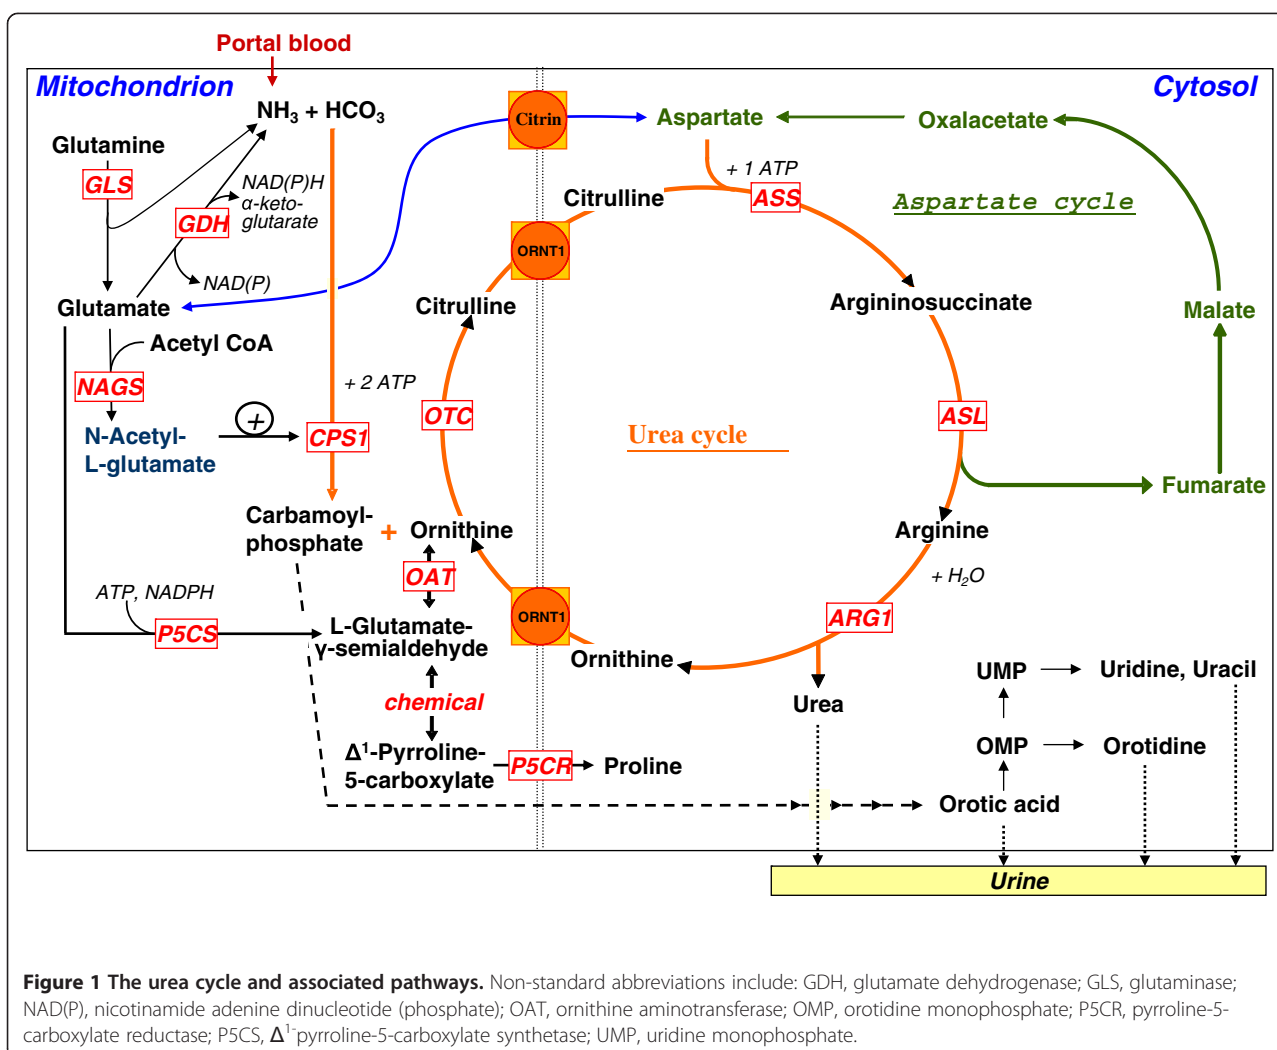 Portal blood
Mitochondrion
Cytosol
NH₃ + HCO₃
Citrin
Aspartate
Oxalacetate
Glutamine
GLS
NAD(P)H
α-keto-
glutarate
GDH
+ 1 ATP
Citrulline
ASS
Aspartate cycle
ORNT1
NAD(P)
Glutamate
Citrulline
Argininosuccinate
Malate
Acetyl CoA
NAGS
+ 2 ATP
OTC
ASL
N-Acetyl-
L-glutamate
+
CPS1
Urea cycle
Fumarate
Carbamoyl-
phosphate
+
Ornithine
Arginine
+ H₂O
OAT
ATP, NADPH
P5CS
L-Glutamate-
γ-semialdehyde
ORNT1
ARG1
Ornithine
UMP
Uridine, Uracil
chemical
Urea
Δ¹-Pyrroline-
5-carboxylate
P5CR
Proline
OMP
Orotidine
Orotic acid
Urine
Figure 1 The urea cycle and associated pathways. Non-standard abbreviations include: GDH, glutamate dehydrogenase; GLS, glutaminase;
NAD(P), nicotinamide adenine dinucleotide (phosphate); OAT, ornithine aminotransferase; OMP, orotidine monophosphate; P5CR, pyrroline-5-
carboxylate reductase; P5CS, Δ¹-pyrroline-5-carboxylate synthetase; UMP, uridine monophosphate.